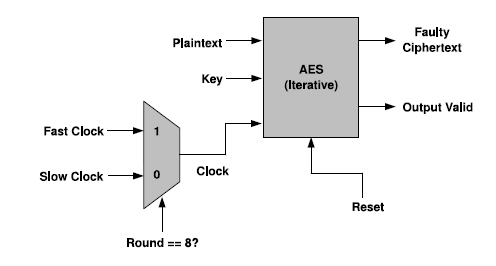 Plaintext
Key
AES
(Iterative)
Faulty
Ciphertext
Output Valid
Fast Clock
1
Slow Clock
0
Clock
Reset
Round == 8?